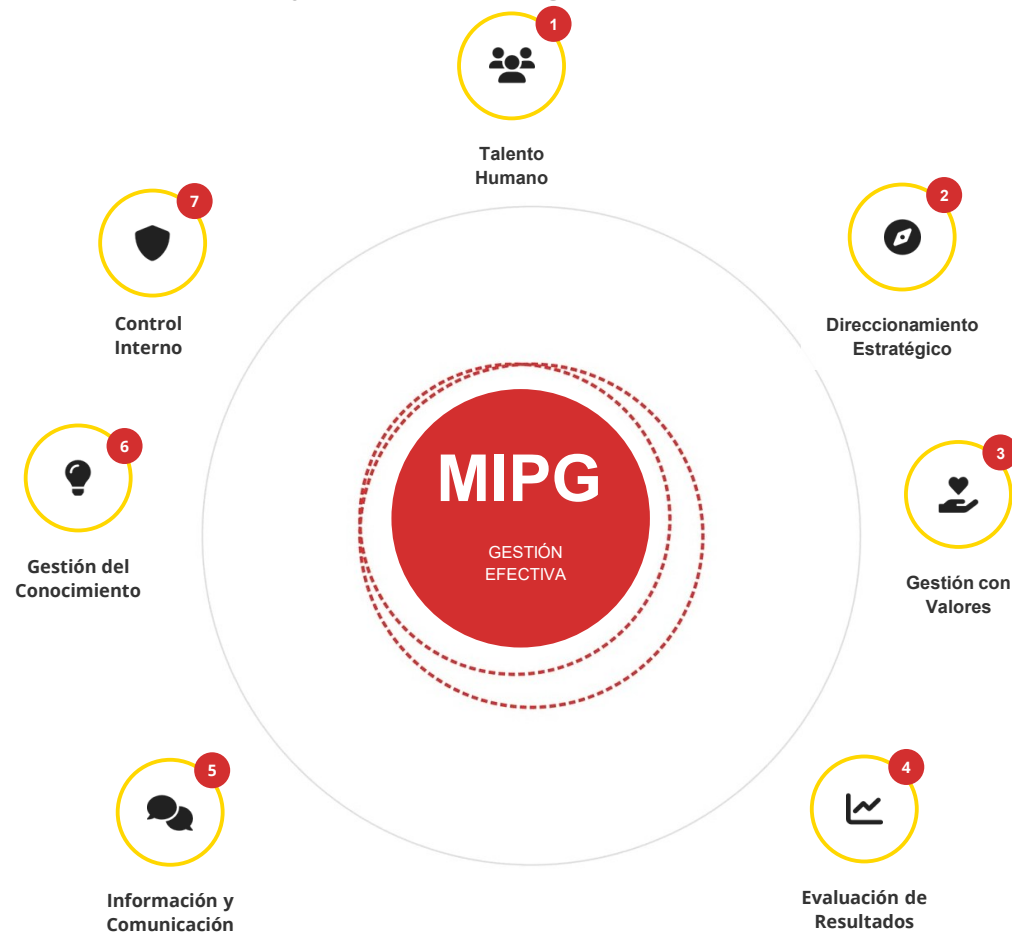 1
Talento
Humano
2
Direccionamiento
Estratégico
3
Gestión con
Valores
4
Evaluación de
Resultados
5
Información y
Comunicación
6
Gestión del
Conocimiento
7
Control
Interno
MIPG
GESTIÓN
EFECTIVA